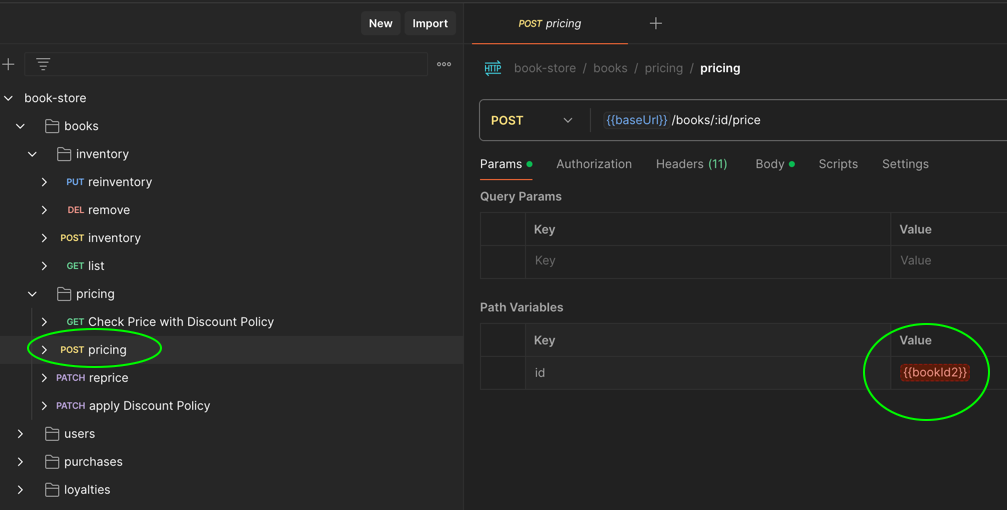 New Import
book-store
books
inventory
PUT reinventory
DEL remove
POST inventory
GET list
pricing
GET Check Price with Discount Policy
POST pricing
PATCH reprice
PATCH apply Discount Policy
users
purchases
loyalties
POST pricing
HTTP book-store / books / pricing / pricing
POST {{baseUrl}} /books/:id/price
Params Authorization Headers (11) Body Scripts Settings
Query Params
Key Value
Key Value
Path Variables
Key Value
id {{bookId2}}